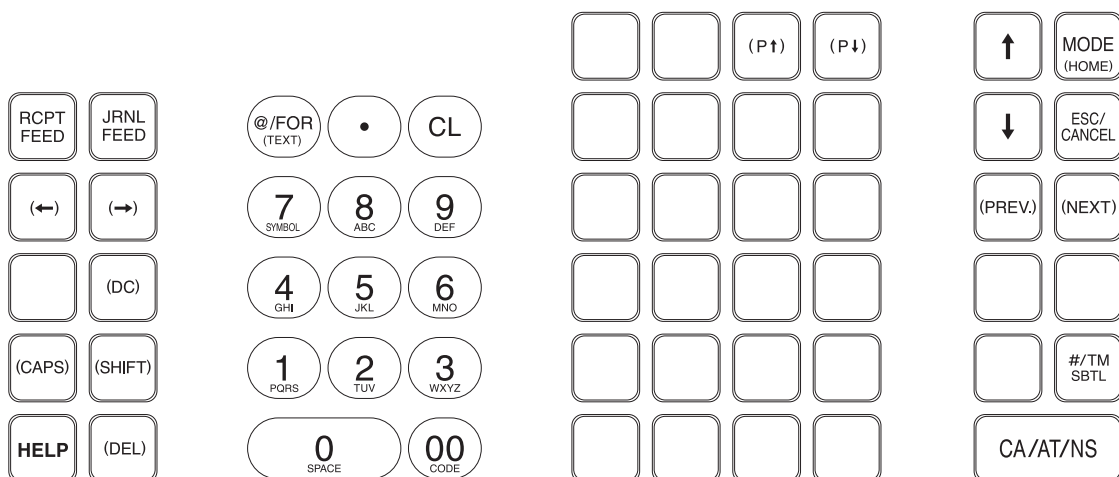 (P⬆) (P⬇) ⬆ MODE
(HOME)
RCPT
FEED
JRNL
FEED
@/FOR
(TEXT)
•
CL
⬇
ESC/
CANCEL
(⬅) (➡)
7
SYMBOL
8
ABC
9
DEF
(PREV.) (NEXT)
(DC)
4
GHI
5
JKL
6
MNO
(CAPS) (SHIFT)
1
PQRS
2
TUV
3
WXYZ
#/TM
SBTL
HELP (DEL)
0
SPACE
00
CODE
CA/AT/NS